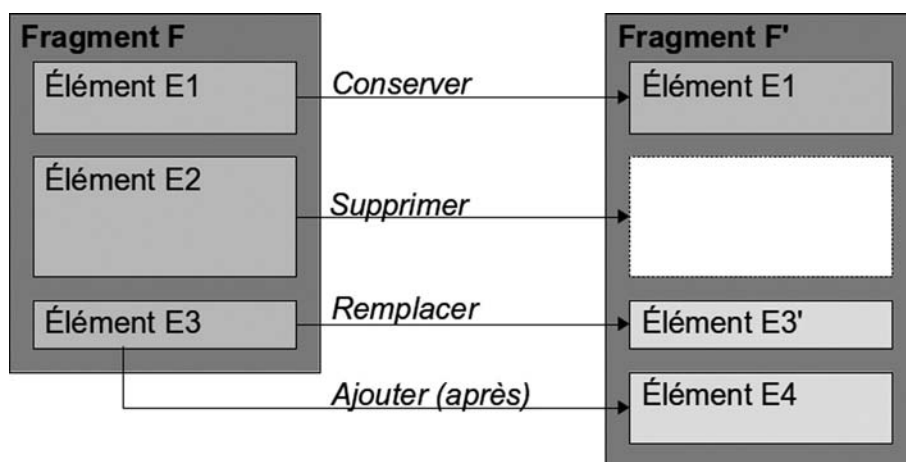 Fragment F
Fragment F'
Élément E1
Conserver
Élément E1
Élément E2
Supprimer
Élément E3
Remplacer
Élément E3'
Ajouter (après)
Élément E4